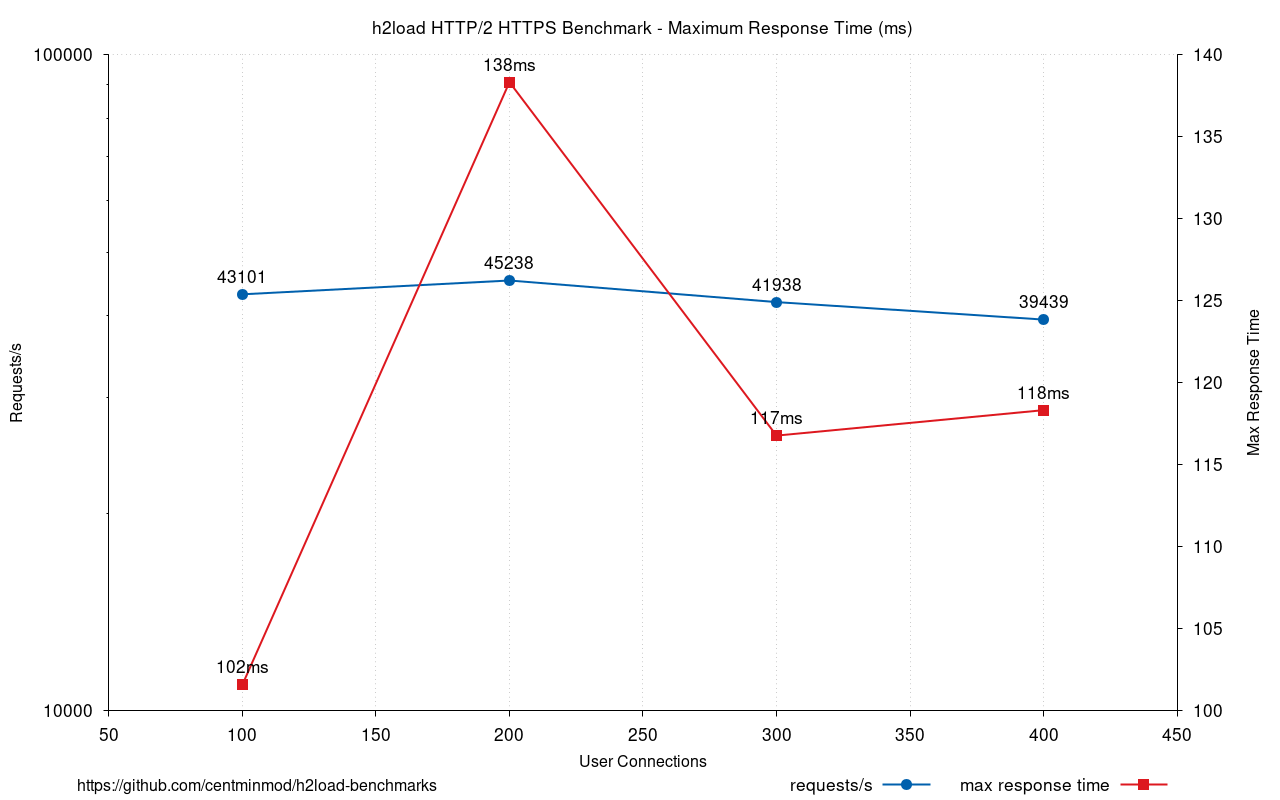 h2load HTTP/2 HTTPS Benchmark - Maximum Response Time (ms)
100000
140
138ms
135
130
43101
45238
41938
39439
125
120
118ms
117ms
115
110
105
102ms
10000
100
Requests/s
Max Response Time
50 100 150 200 250 300 350 400 450
User Connections
https://github.com/centminmod/h2load-benchmarks
requests/s
max response time